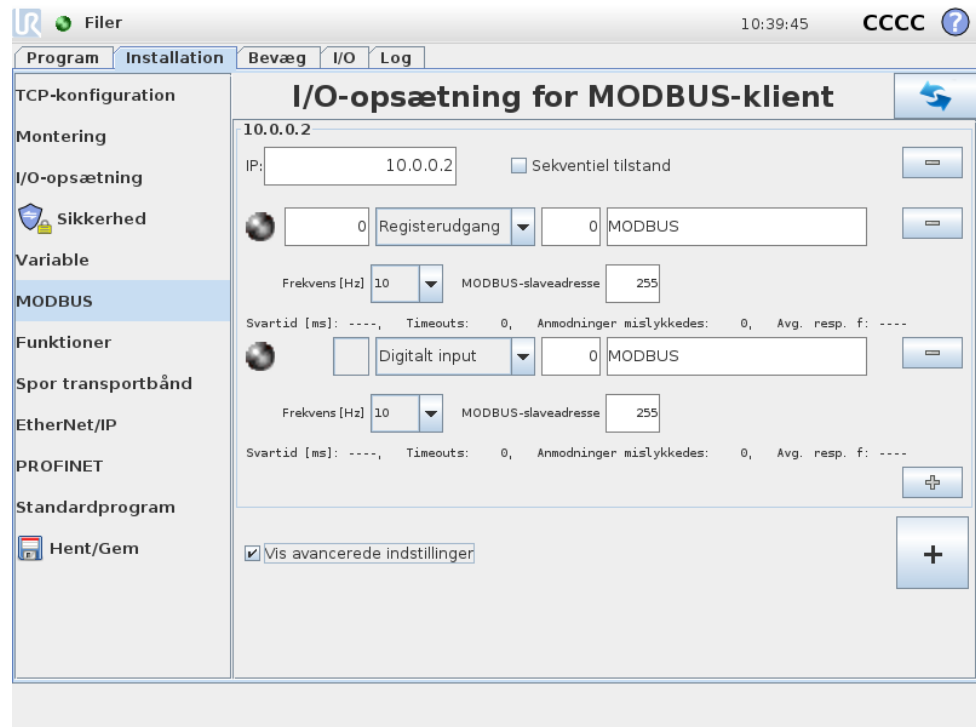 UR Filer 10:39:45 CCCC ?
Program Installation Bevæg I/O Log
TCP-konfiguration
Montering
I/O-opsætning
Sikkerhed
Variable
MODBUS
Funktioner
Spor transportbånd
EtherNet/IP
PROFINET
Standardprogram
Hent/Gem
I/O-opsætning for MODBUS-klient
10.0.0.2
IP: 10.0.0.2 Sekventiel tilstand
0 Registerudgang 0 MODBUS
Frekvens [Hz] 10 MODBUS-slaveadresse 255
Svartid [ms]: ----, Timeouts: 0, Anmodninger mislykkedes: 0, Avg. resp. f: ----
Digitalt input 0 MODBUS
Frekvens [Hz] 10 MODBUS-slaveadresse 255
Svartid [ms]: ----, Timeouts: 0, Anmodninger mislykkedes: 0, Avg. resp. f: ----
Vis avancerede indstillinger